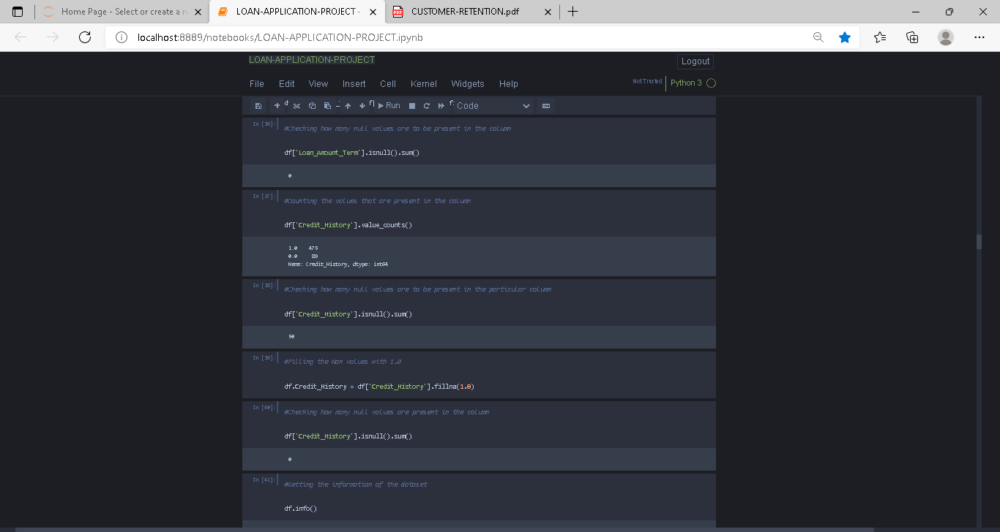 Home Page - Select or create a n
LOAN-APPLICATION-PROJECT -
CUSTOMER-RETENTION.pdf
localhost:8889/notebooks/LOAN-APPLICATION-PROJECT.ipynb
LOAN-APPLICATION-PROJECT
Logout
File Edit View Insert Cell Kernel Widgets Help
Not Trusted
Python 3
Run
Code
In [36]:
#Checking how many null values are to be present in the column
df['Loan_Amount_Term'].isnull().sum()
0
In [37]:
#Counting the values that are present in the column
df['Credit_History'].value_counts()
1.0 475
0.0 89
Name: Credit_History, dtype: int64
In [38]:
#Checking how many null values are to be present in the particular column
df['Credit_History'].isnull().sum()
50
In [39]:
#Filling the Nan values with 1.0
df.Credit_History = df['Credit_History'].fillna(1.0)
In [40]:
#Checking how many null values are present in the column
df['Credit_History'].isnull().sum()
0
In [41]:
#Getting the information of the dataset
df.info()